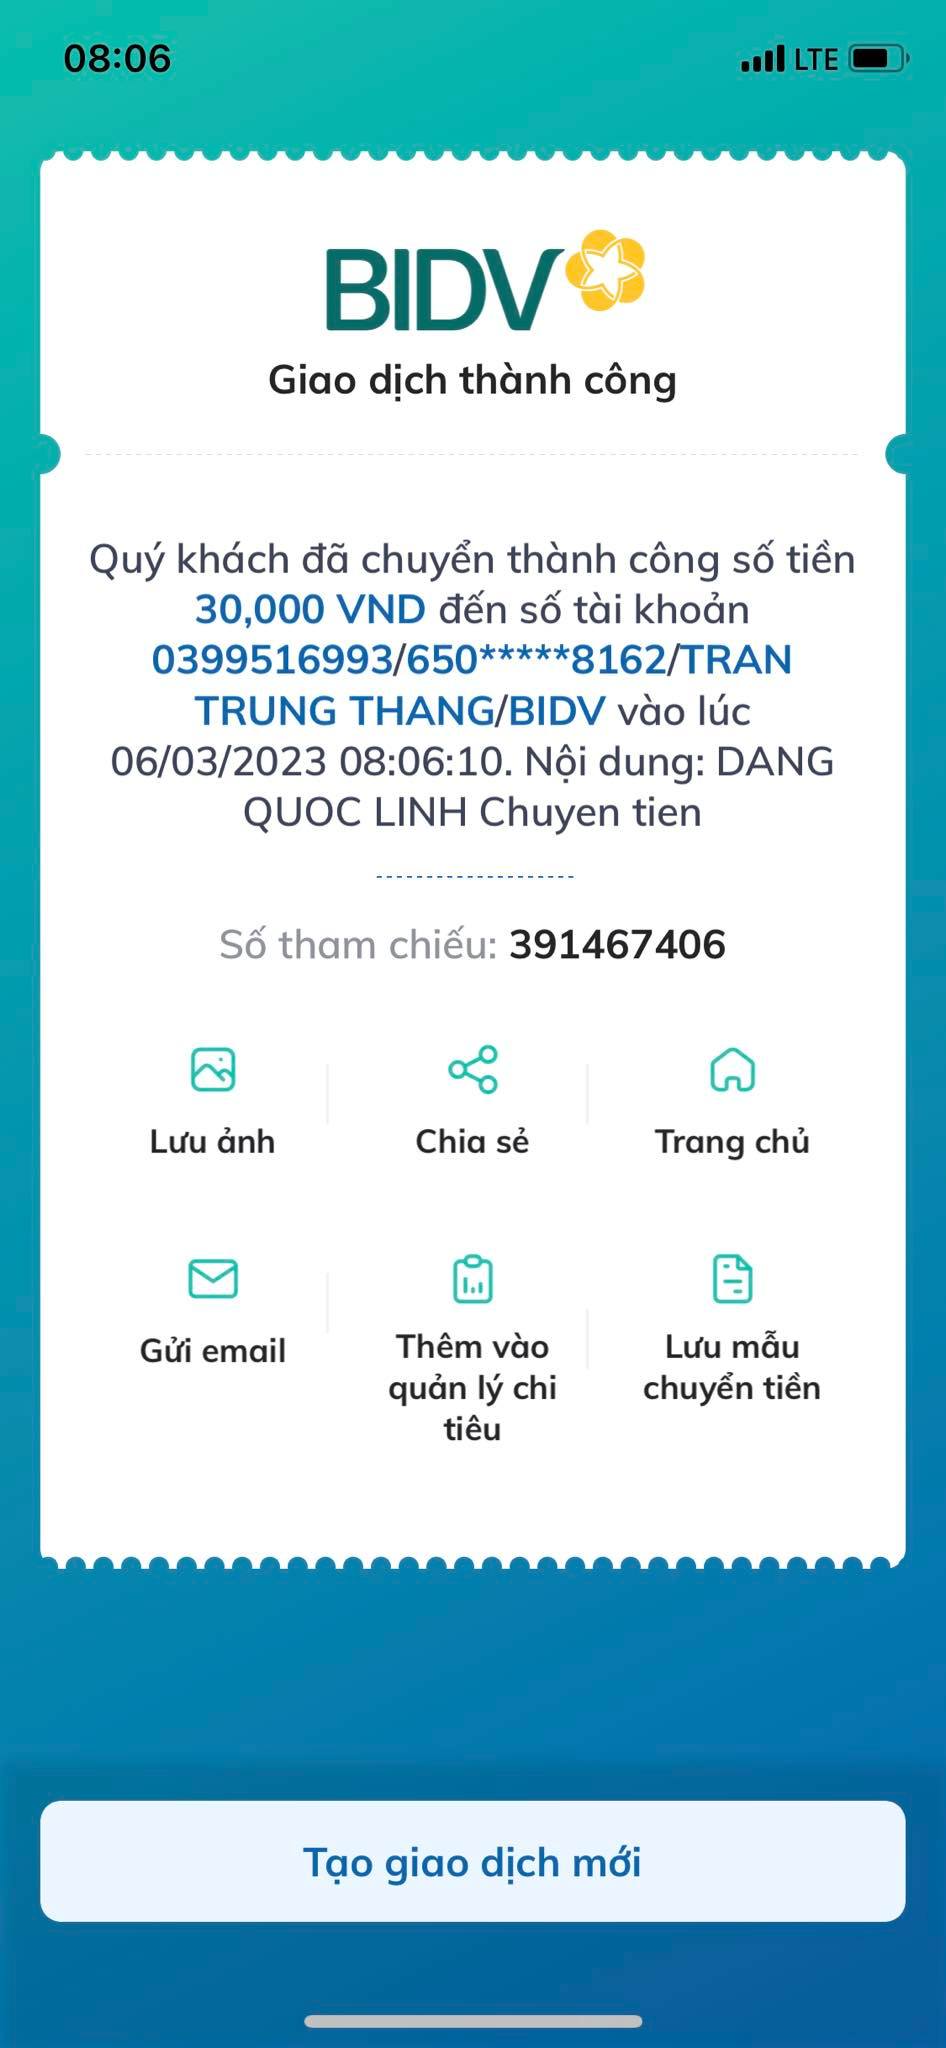 08:06
LTE
BIDV
Giao dịch thành công
Quý khách đã chuyển thành công số tiền
30,000 VND đến số tài khoản
0399516993/650*****8162/TRAN
TRUNG THANG/BIDV vào lúc
06/03/2023 08:06:10. Nội dung: DANG
QUOC LINH Chuyen tien
Số tham chiếu: 391467406
Lưu ảnh
Chia sẻ
Trang chủ
Gửi email
Thêm vào
quản lý chi
tiêu
Lưu mẫu
chuyển tiền
Tạo giao dịch mới